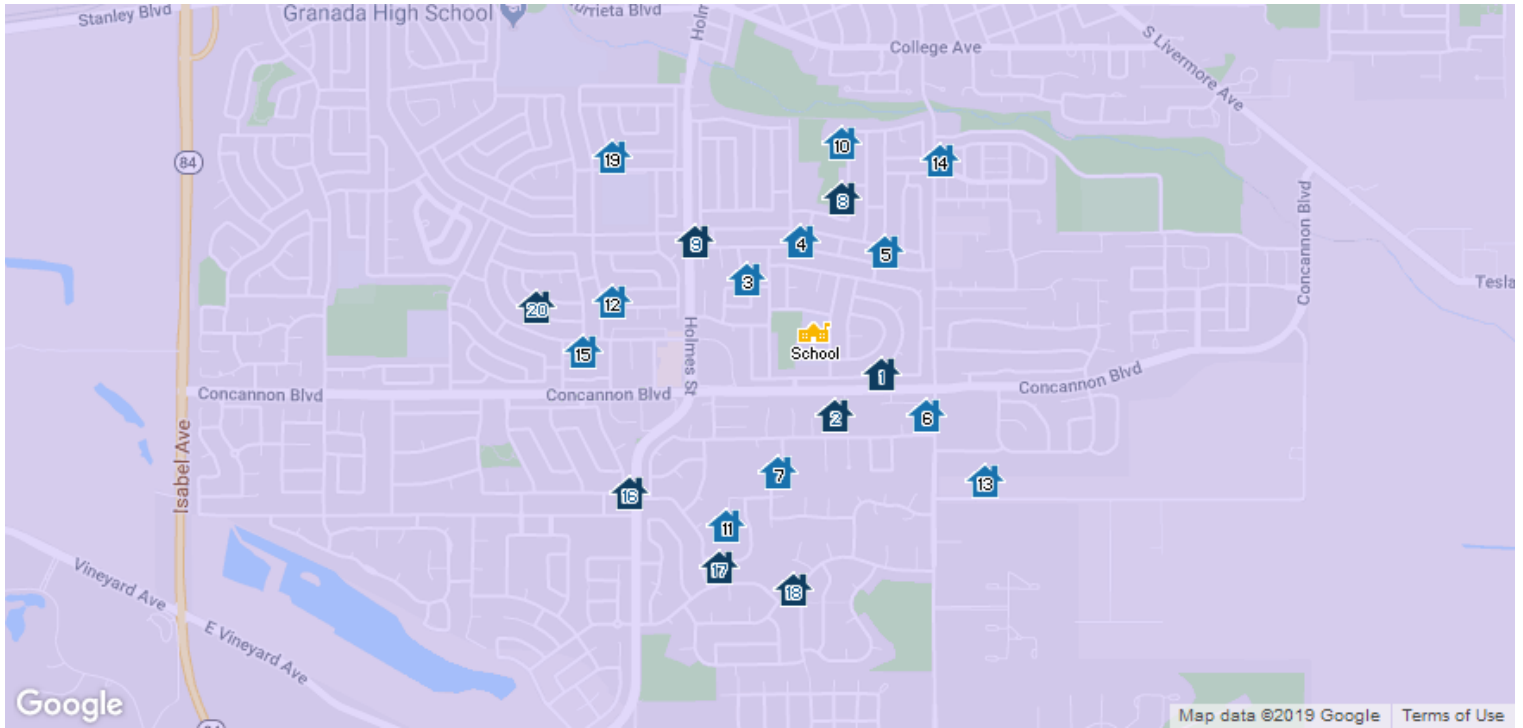 Stanley Blvd
Granada High School
College Ave
S Livermore Ave
84
19
10
14
8
9
4
5
3
Concannon Blvd
Tesla
20
12
15
Holmes St
School
1
Concannon Blvd
Concannon Blvd
Concannon Blvd
2
6
Isabel Ave
7
16
13
11
17
18
Vineyard Ave
E Vineyard Ave
Google
Map data ©2019 Google
Terms of Use